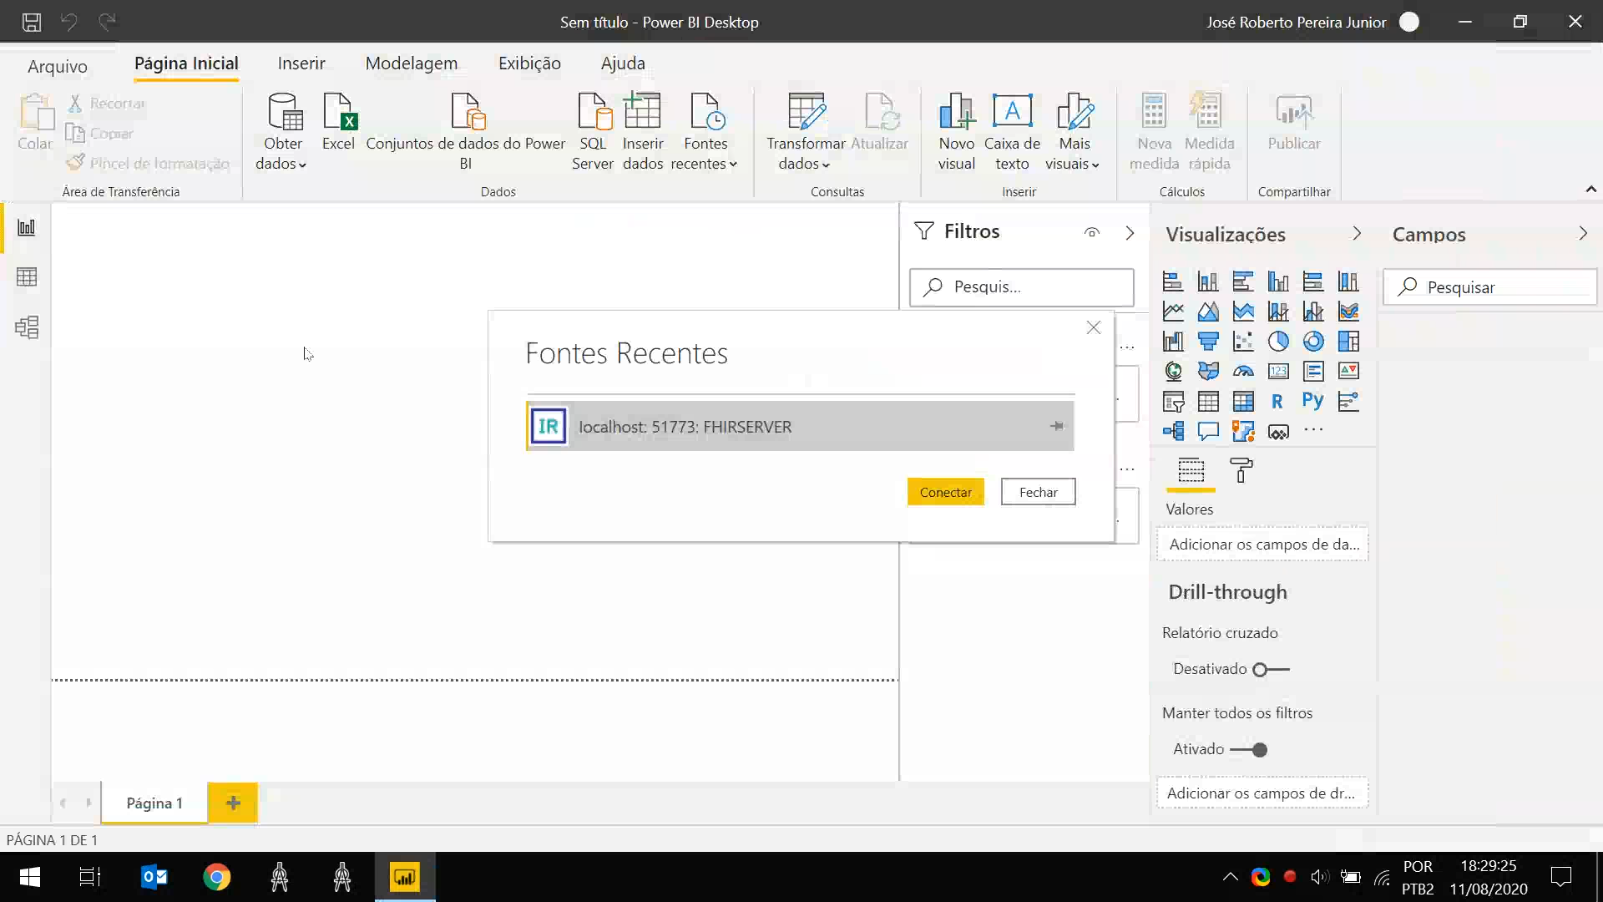 Sem título - Power BI Desktop
José Roberto Pereira Junior
Arquivo
Página Inicial
Inserir
Modelagem
Exibição
Ajuda
Colar
Recortar
Copiar
Pincel de formatação
Área de Transferência
Obter
dados
Excel
Conjuntos de dados do Power
BI
SQL
Server
Inserir
dados
Fontes
recentes
Dados
Transformar
dados
Atualizar
Consultas
Novo
visual
A
Caixa de
texto
Mais
visuais
Inserir
Nova
medida
Medida
rápida
Cálculos
Publicar
Compartilhar
Filtros
Pesquis...
Visualizações
Campos
Pesquisar
123
R
Py
...
Valores
Adicionar os campos de da...
Drill-through
Relatório cruzado
Desativado
Manter todos os filtros
Ativado
Adicionar os campos de dr...
Fontes Recentes
IR
localhost: 51773: FHIRSERVER
Conectar
Fechar
Página 1
PÁGINA 1 DE 1
POR
PTB2
18:29:25
11/08/2020